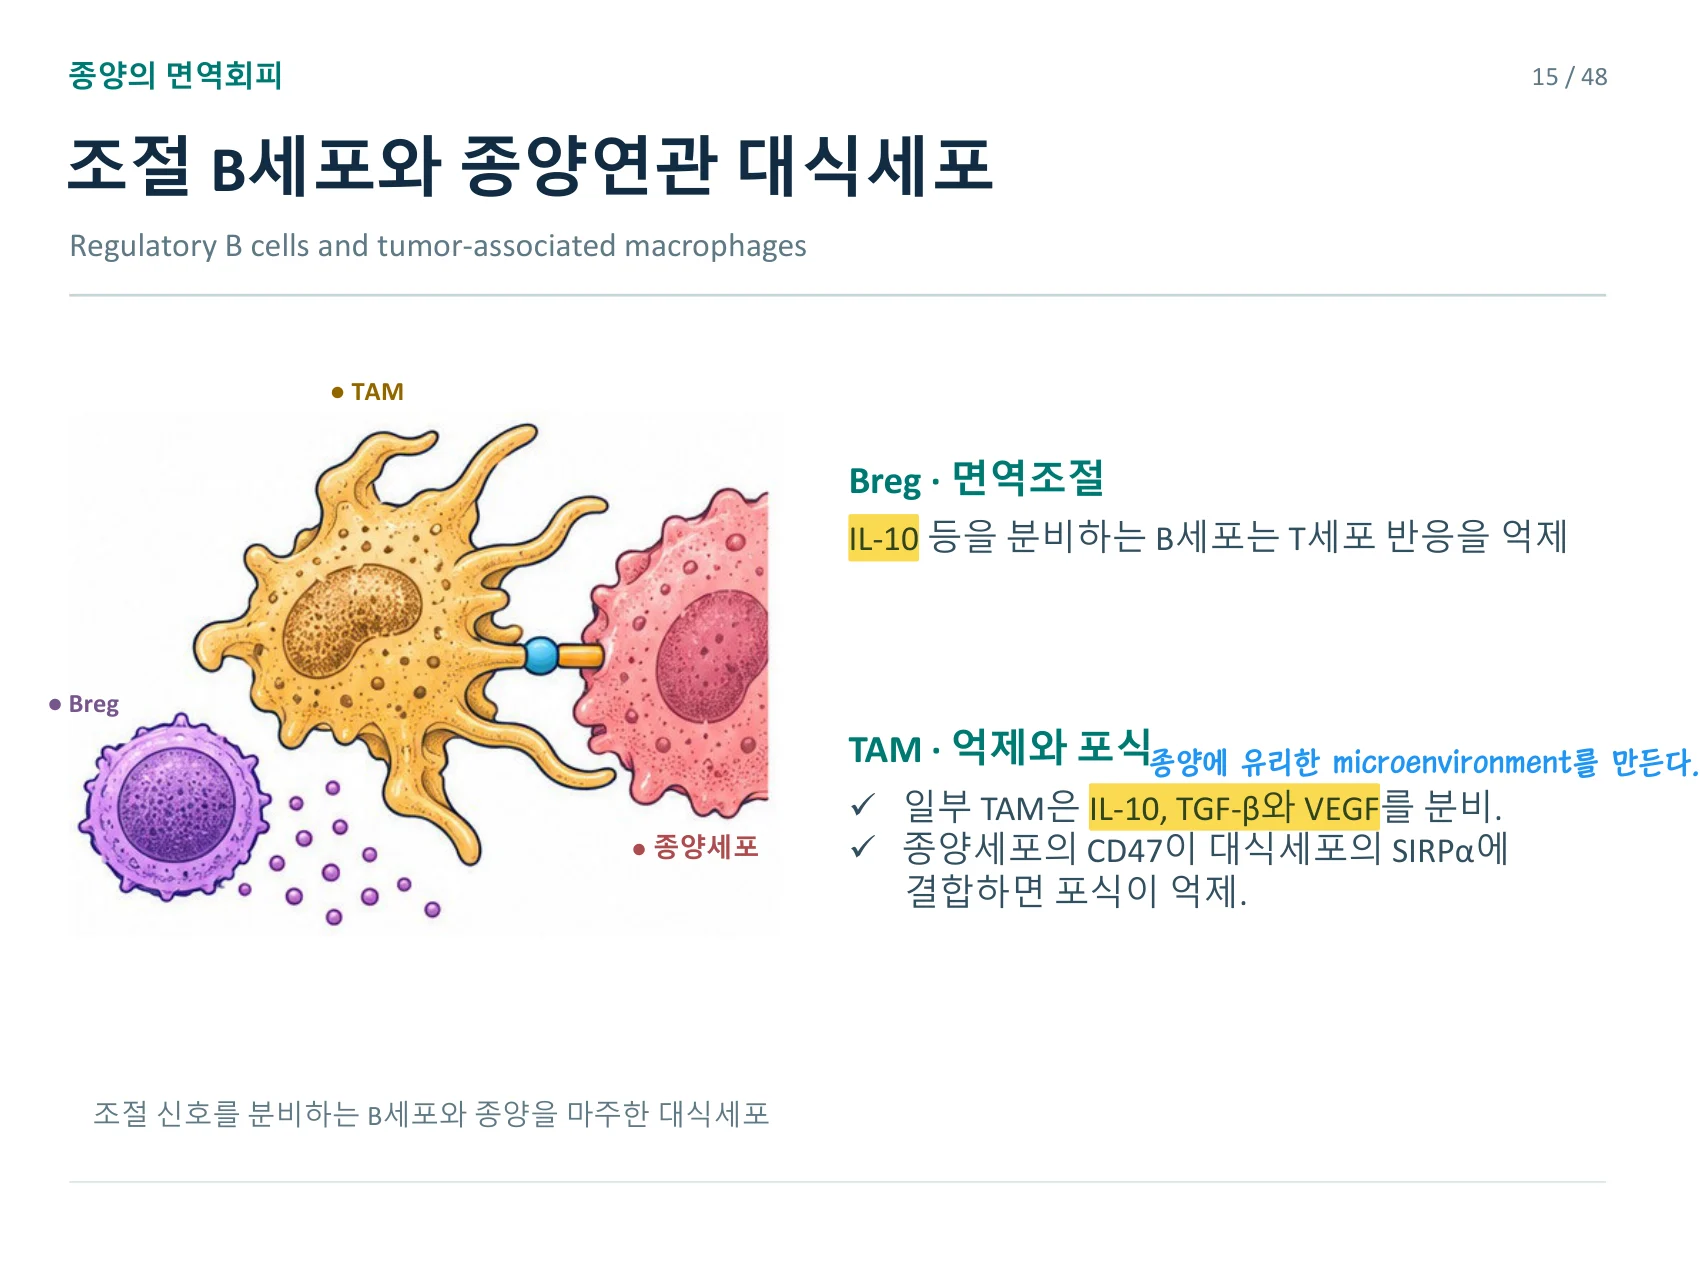 종양의 면역회피
15 / 48
조절 B세포와 종양연관 대식세포
Regulatory B cells and tumor-associated macrophages
● TAM
● Breg
● 종양세포
조절 신호를 분비하는 B세포와 종양을 마주한 대식세포
Breg · 면역조절
IL-10 등을 분비하는 B세포는 T세포 반응을 억제
TAM · 억제와 포식
종양에 유리한 microenvironment를 만든다.
✓ 일부 TAM은 IL-10, TGF-β와 VEGF를 분비.
✓ 종양세포의 CD47이 대식세포의 SIRPα에
결합하면 포식이 억제.